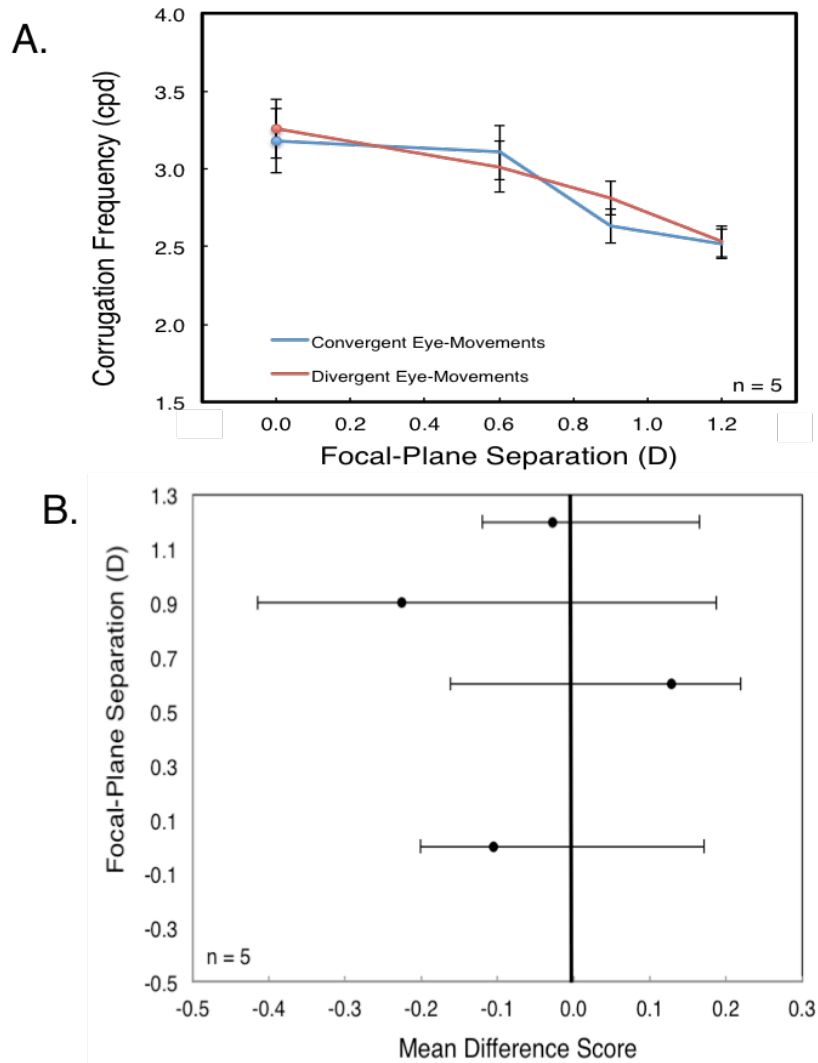 A.
Corrugation Frequency (cpd)
4.0
3.5
3.0
2.5
2.0
1.5
Convergent Eye-Movements
Divergent Eye-Movements
n = 5
0.0 0.2 0.4 0.6 0.8 1.0 1.2
Focal-Plane Separation (D)
B.
Focal-Plane Separation (D)
1.3
1.1
0.9
0.7
0.5
0.3
0.1
-0.1
-0.3
-0.5
n = 5
-0.5 -0.4 -0.3 -0.2 -0.1 0.0 0.1 0.2 0.3
Mean Difference Score